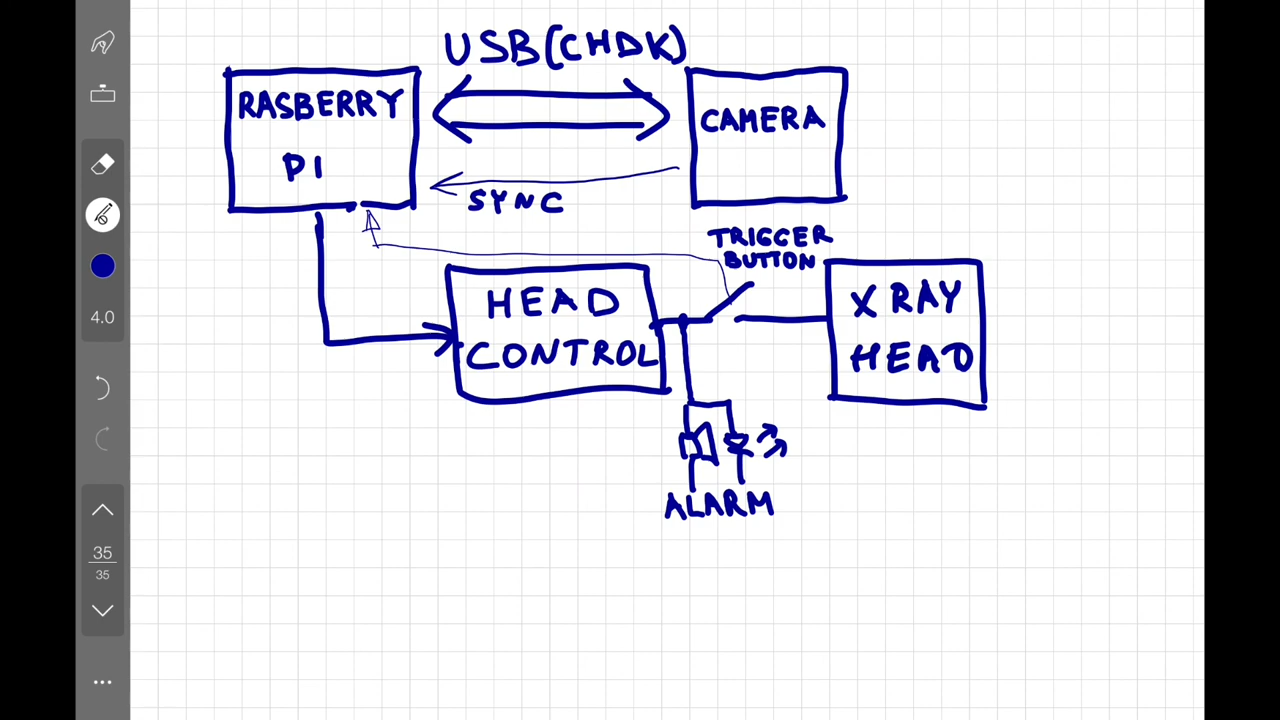 USB(CHDK)
RASBERRY
PI
CAMERA
SYNC
TRIGGER
BUTTON
HEAD
CONTROL
X RAY
HEAD
ALARM
4.0
35
35